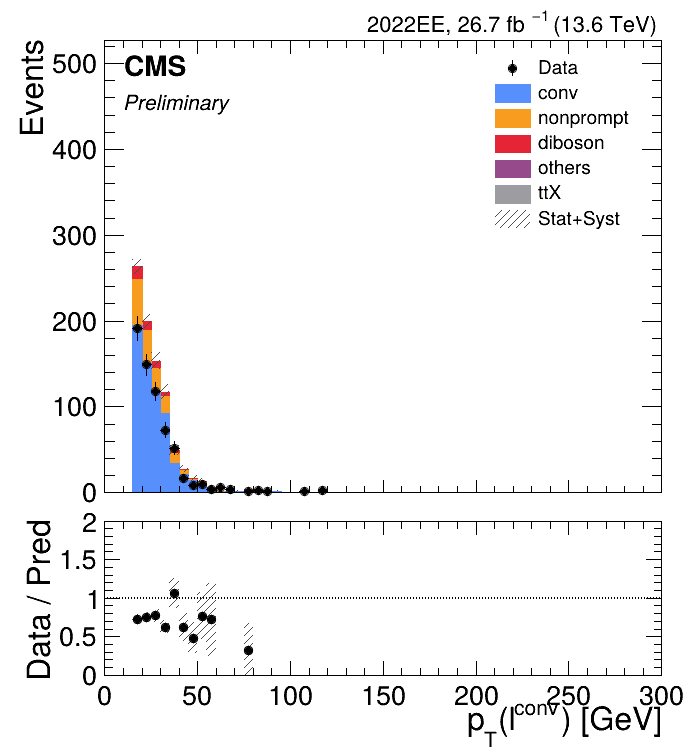 2022EE, 26.7 fb⁻¹ (13.6 TeV)
CMS
Preliminary
Events
500
400
300
200
100
0
Data
conv
nonprompt
diboson
others
ttX
Stat+Syst
Data / Pred
2
1.5
1
0.5
0
0 50 100 150 200 250 300
p_T(l^conv) [GeV]